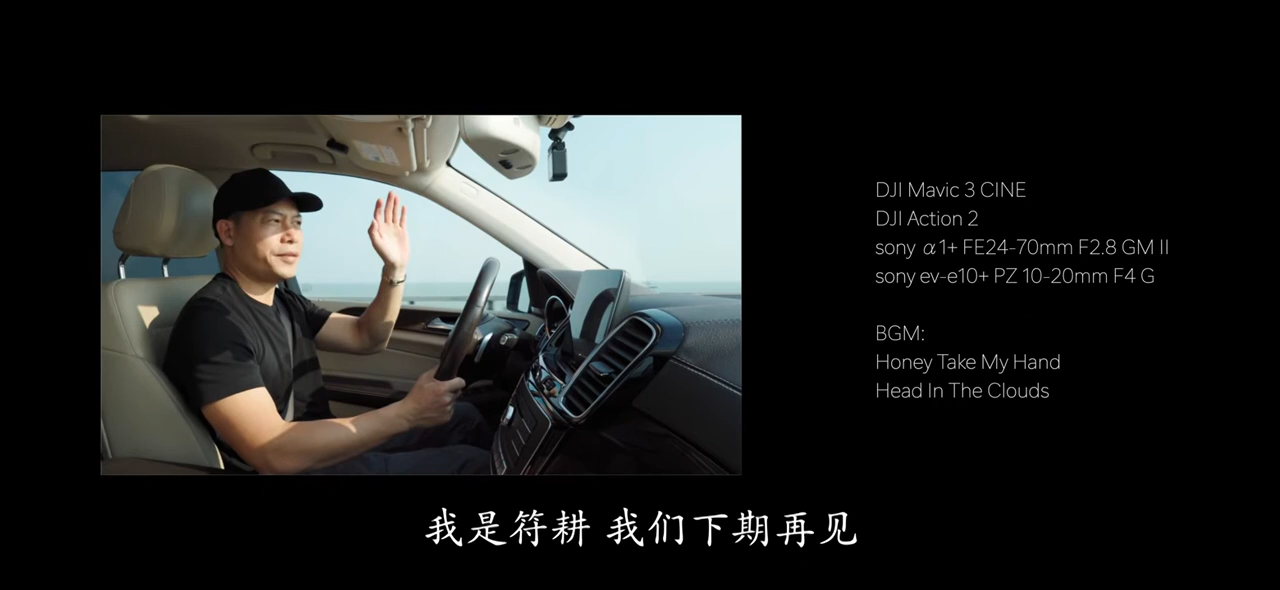 DJI Mavic 3 CINE
DJI Action 2
sony α1+ FE24-70mm F2.8 GM II
sony ev-e10+ PZ 10-20mm F4 G
BGM:
Honey Take My Hand
Head In The Clouds
我是符耕 我们下期再见